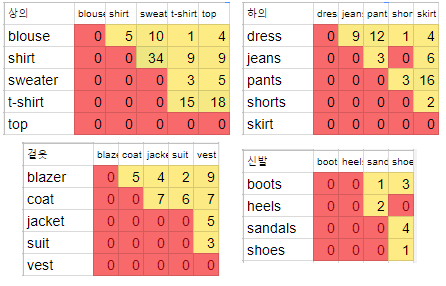 상의 blouse shirt sweat t-shirt top
blouse 0 5 10 1 4
shirt 0 0 34 9 9
sweater 0 0 0 3 5
t-shirt 0 0 0 15 18
top 0 0 0 0 0
하의 dres jeans pant shor skirt
dress 0 9 12 1 4
jeans 0 0 3 0 6
pants 0 0 0 3 16
shorts 0 0 0 0 2
skirt 0 0 0 0 0
겉옷 blaze coat jacke suit vest
blazer 0 5 4 2 9
coat 0 0 7 6 7
jacket 0 0 0 0 5
suit 0 0 0 0 3
vest 0 0 0 0 0
신발 boot heels sand shoe
boots 0 0 1 3
heels 0 0 2 0
sandals 0 0 0 4
shoes 0 0 0 1